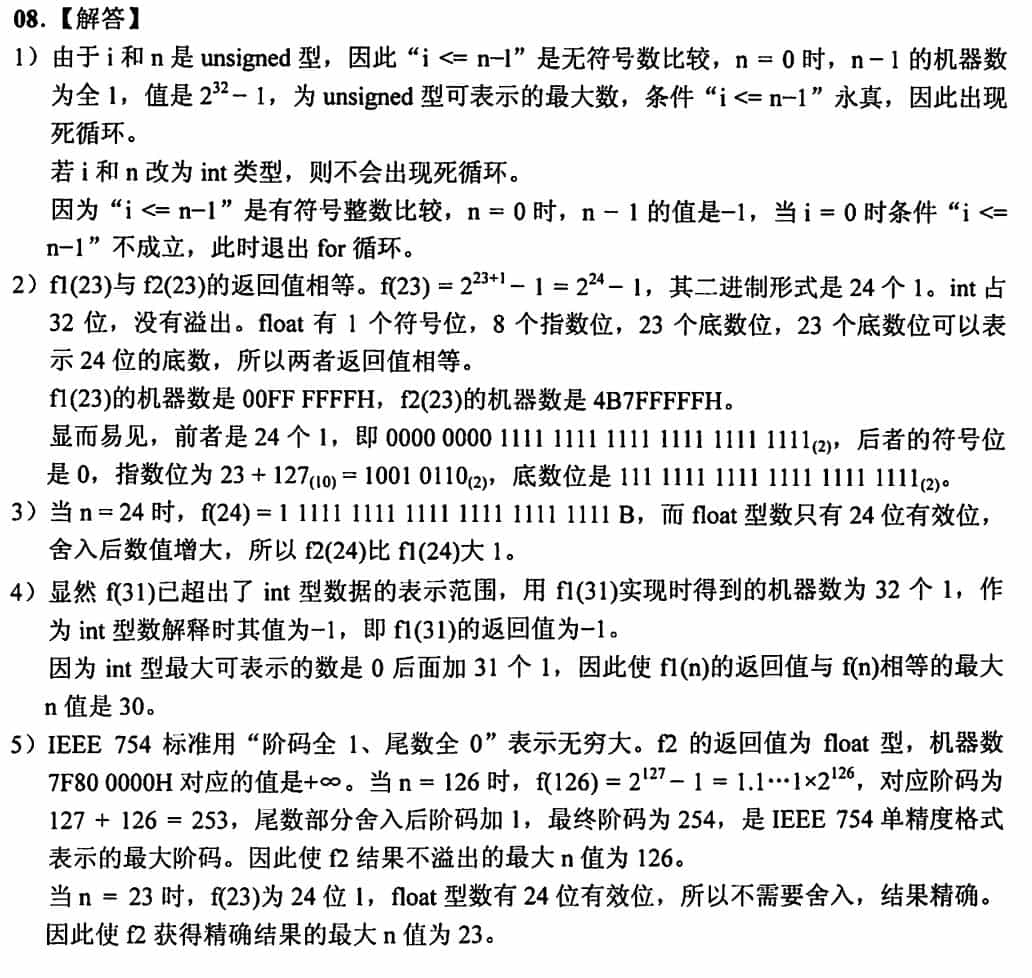 08.【解答】
1）由于 i 和 n 是 unsigned 型，因此“i <= n−1”是无符号数比较，n = 0 时，n − 1 的机器数
为全 1，值是 2³² − 1，为 unsigned 型可表示的最大数，条件“i <= n−1”永真，因此出现
死循环。
若 i 和 n 改为 int 类型，则不会出现死循环。
因为“i <= n−1”是有符号整数比较，n = 0 时，n − 1 的值是−1，当 i = 0 时条件“i <=
n−1”不成立，此时退出 for 循环。
2）f1(23)与 f2(23)的返回值相等。f(23) = 2²³⁺¹ − 1 = 2²⁴ − 1，其二进制形式是 24 个 1。int 占
32 位，没有溢出。float 有 1 个符号位，8 个指数位，23 个底数位，23 个底数位可以表
示 24 位的底数，所以两者返回值相等。
f1(23)的机器数是 00FF FFFFH，f2(23)的机器数是 4B7FFFFFH。
显而易见，前者是 24 个 1，即 0000 0000 1111 1111 1111 1111 1111 1111₍₂₎，后者的符号位
是 0，指数位为 23 + 127₍₁₀₎ = 1001 0110₍₂₎，底数位是 111 1111 1111 1111 1111 1111₍₂₎。
3）当 n = 24 时，f(24) = 1 1111 1111 1111 1111 1111 1111 B，而 float 型数只有 24 位有效位，
舍入后数值增大，所以 f2(24)比 f1(24)大 1。
4）显然 f(31)已超出了 int 型数据的表示范围，用 f1(31)实现时得到的机器数为 32 个 1，作
为 int 型数解释时其值为−1，即 f1(31)的返回值为−1。
因为 int 型最大可表示的数是 0 后面加 31 个 1，因此使 f1(n)的返回值与 f(n)相等的最大
n 值是 30。
5）IEEE 754 标准用“阶码全 1、尾数全 0”表示无穷大。f2 的返回值为 float 型，机器数
7F80 0000H 对应的值是+∞。当 n = 126 时，f(126) = 2¹²⁷ − 1 = 1.1⋯1×2¹²⁶，对应阶码为
127 + 126 = 253，尾数部分舍入后阶码加 1，最终阶码为 254，是 IEEE 754 单精度格式
表示的最大阶码。因此使 f2 结果不溢出的最大 n 值为 126。
当 n = 23 时，f(23)为 24 位 1，float 型数有 24 位有效位，所以不需要舍入，结果精确。
因此使 f2 获得精确结果的最大 n 值为 23。